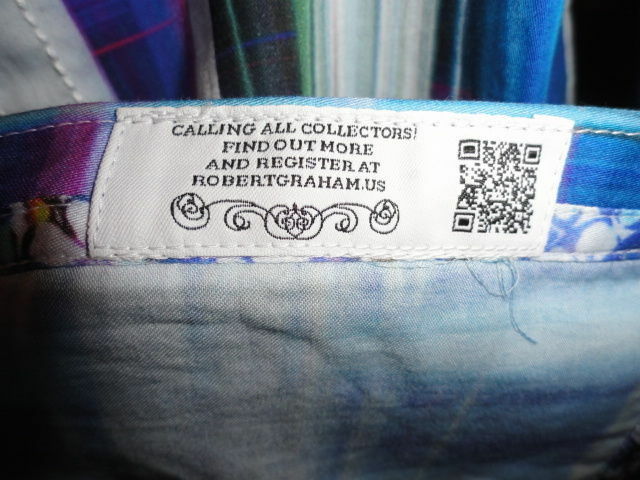 CALLING ALL COLLECTORS!
FIND OUT MORE
AND REGISTER AT
ROBERTGRAHAM.US